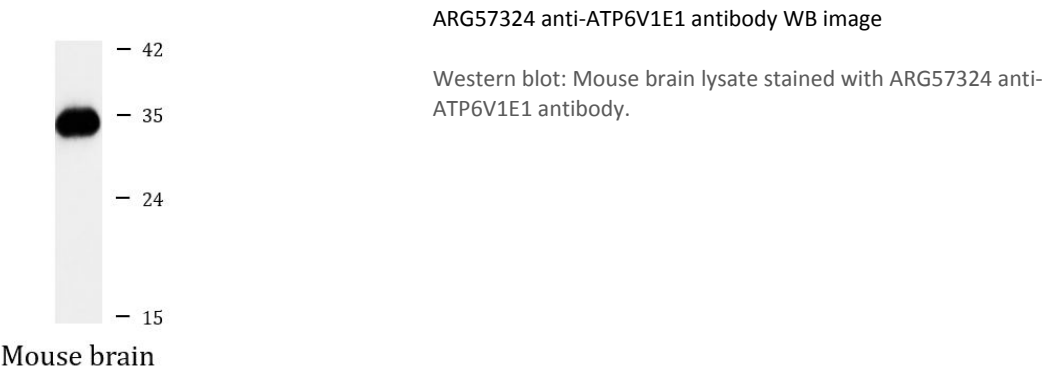 ARG57324 anti-ATP6V1E1 antibody WB image
Western blot: Mouse brain lysate stained with ARG57324 anti-
ATP6V1E1 antibody.
– 42
– 35
– 24
– 15
Mouse brain